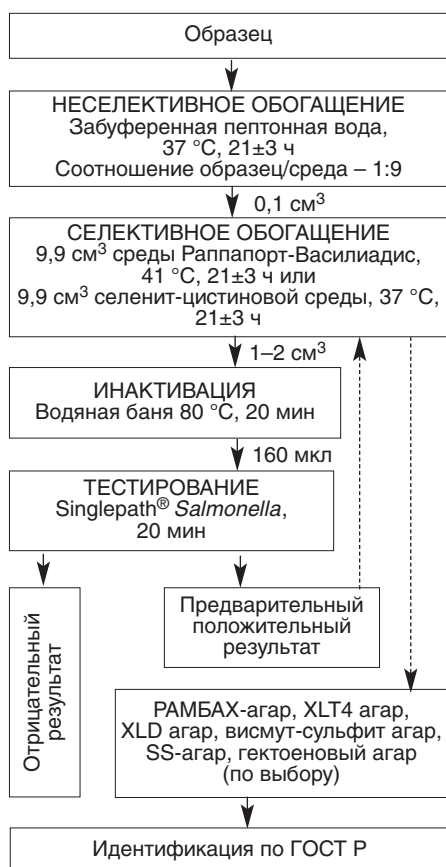 Образец
НЕСЕЛЕКТИВНОЕ ОБОГАЩЕНИЕ
Забуференная пептонная вода,
37 °C, 21±3 ч
Соотношение образец/среда – 1:9
0,1 см³
СЕЛЕКТИВНОЕ ОБОГАЩЕНИЕ
9,9 см³ среды Раппапорт-Василиадис,
41 °C, 21±3 ч или
9,9 см³ селенит-цистиновой среды, 37 °C,
21±3 ч
1–2 см³
ИНАКТИВАЦИЯ
Водяная баня 80 °C, 20 мин
160 мкл
ТЕСТИРОВАНИЕ
Singlepath® Salmonella,
20 мин
Отрицательный
результат
Предварительный
положительный
результат
РАМБАХ-агар, XLT4 агар,
XLD агар, висмут-сульфит агар,
SS-агар, гектоеновый агар
(по выбору)
Идентификация по ГОСТ Р